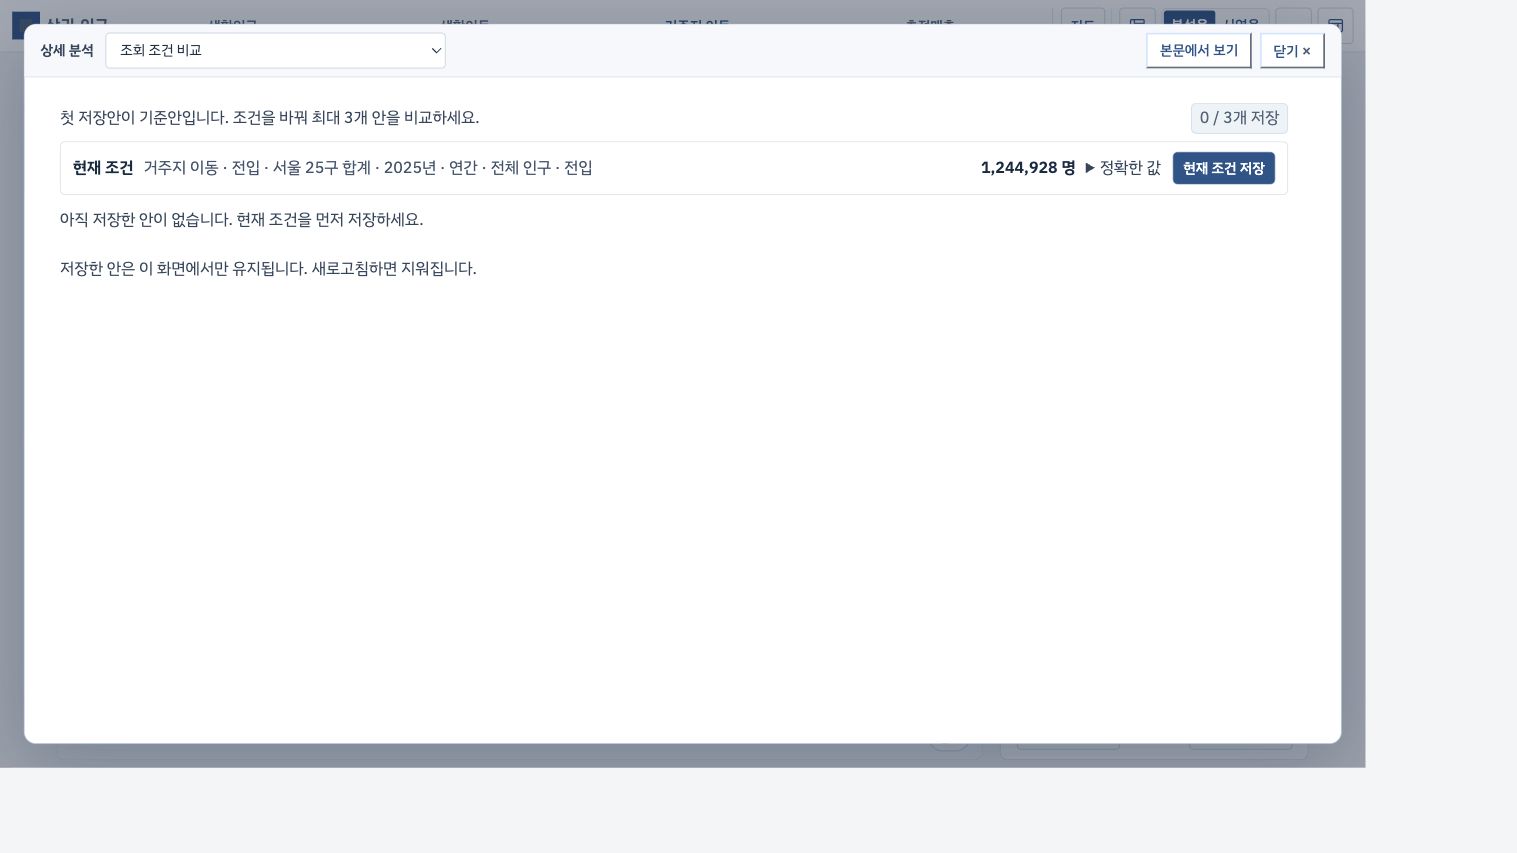 상세 분석
조회 조건 비교
본문에서 보기
닫기 ×
첫 저장안이 기준안입니다. 조건을 바꿔 최대 3개 안을 비교하세요.
0 / 3개 저장
현재 조건 거주지 이동 · 전입 · 서울 25구 합계 · 2025년 · 연간 · 전체 인구 · 전입
1,244,928 명 ▶ 정확한 값
현재 조건 저장
아직 저장한 안이 없습니다. 현재 조건을 먼저 저장하세요.
저장한 안은 이 화면에서만 유지됩니다. 새로고침하면 지워집니다.